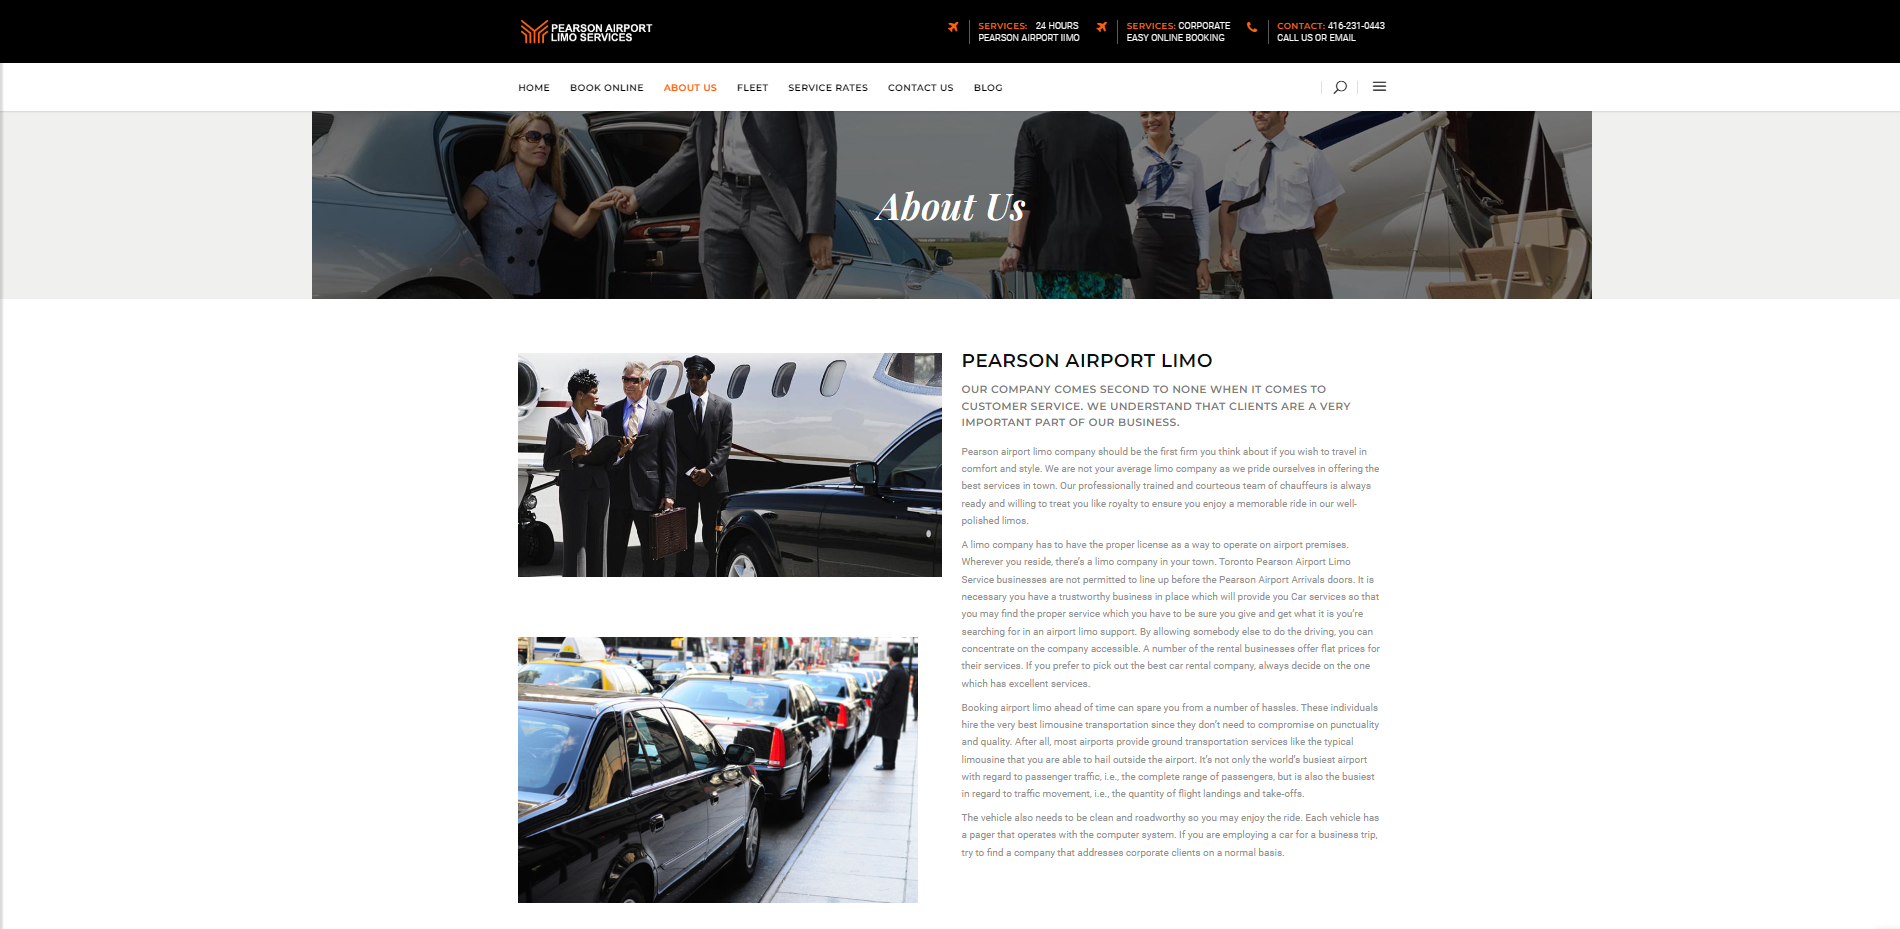 PEARSON AIRPORT
LIMO SERVICES
SERVICES: 24 HOURS
PEARSON AIRPORT lIMO
SERVICES: CORPORATE
EASY ONLINE BOOKING
CONTACT: 416-231-0443
CALL US OR EMAIL
HOME BOOK ONLINE ABOUT US FLEET SERVICE RATES CONTACT US BLOG
About Us
PEARSON AIRPORT LIMO
OUR COMPANY COMES SECOND TO NONE WHEN IT COMES TO
CUSTOMER SERVICE. WE UNDERSTAND THAT CLIENTS ARE A VERY
IMPORTANT PART OF OUR BUSINESS.
Pearson airport limo company should be the first firm you think about if you wish to travel in
comfort and style. We are not your average limo company as we pride ourselves in offering the
best services in town. Our professionally trained and courteous team of chauffeurs is always
ready and willing to treat you like royalty to ensure you enjoy a memorable ride in our well-
polished limos.
A limo company has to have the proper license as a way to operate on airport premises.
Wherever you reside, there's a limo company in your town. Toronto Pearson Airport Limo
Service businesses are not permitted to line up before the Pearson Airport Arrivals doors. It is
necessary you have a trustworthy business in place which will provide you Car services so that
you may find the proper service which you have to be sure you give and get what it is you're
searching for in an airport limo support. By allowing somebody else to do the driving, you can
concentrate on the company accessible. A number of the rental businesses offer flat prices for
their services. If you prefer to pick out the best car rental company, always decide on the one
which has excellent services.
Booking airport limo ahead of time can spare you from a number of hassles. These individuals
hire the very best limousine transportation since they don't need to compromise on punctuality
and quality. After all, most airports provide ground transportation services like the typical
limousine that you are able to hail outside the airport. It's not only the world's busiest airport
with regard to passenger traffic, i.e., the complete range of passengers, but is also the busiest
in regard to traffic movement, i.e., the quantity of flight landings and take-offs.
The vehicle also needs to be clean and roadworthy so you may enjoy the ride. Each vehicle has
a pager that operates with the computer system. If you are employing a car for a business trip,
try to find a company that addresses corporate clients on a normal basis.